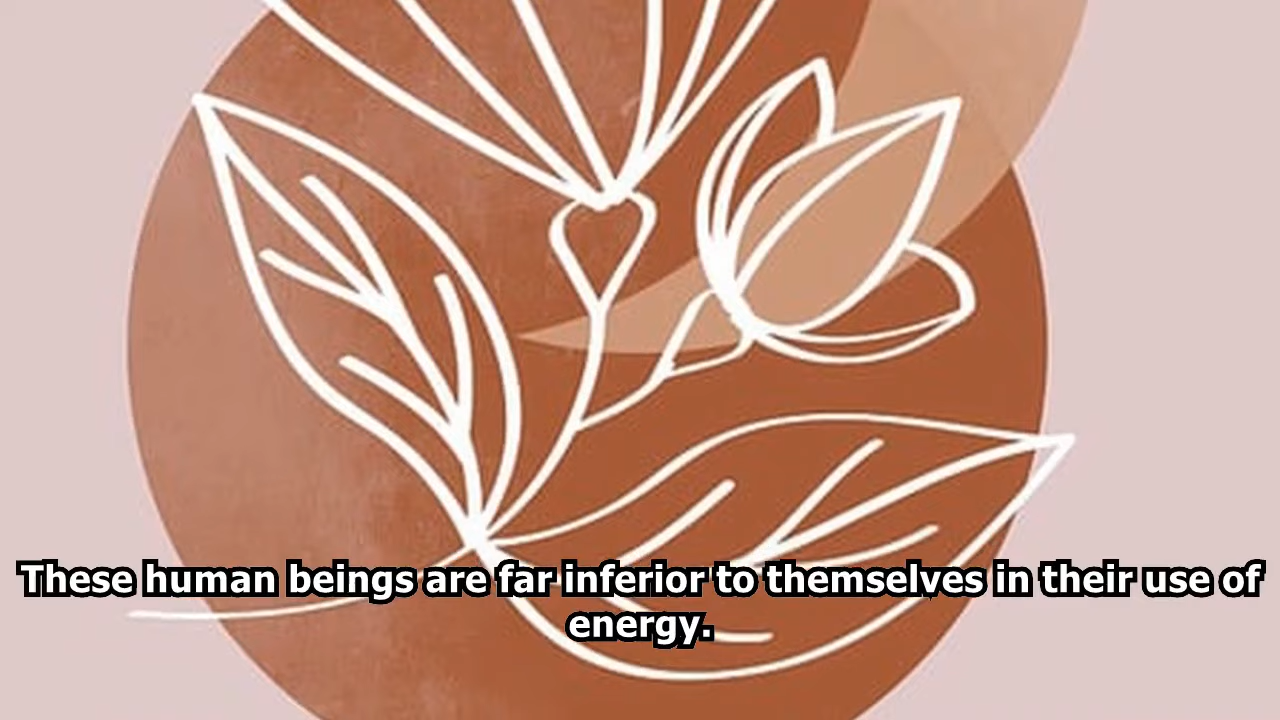 These human beings are far inferior to themselves in their use of
energy.